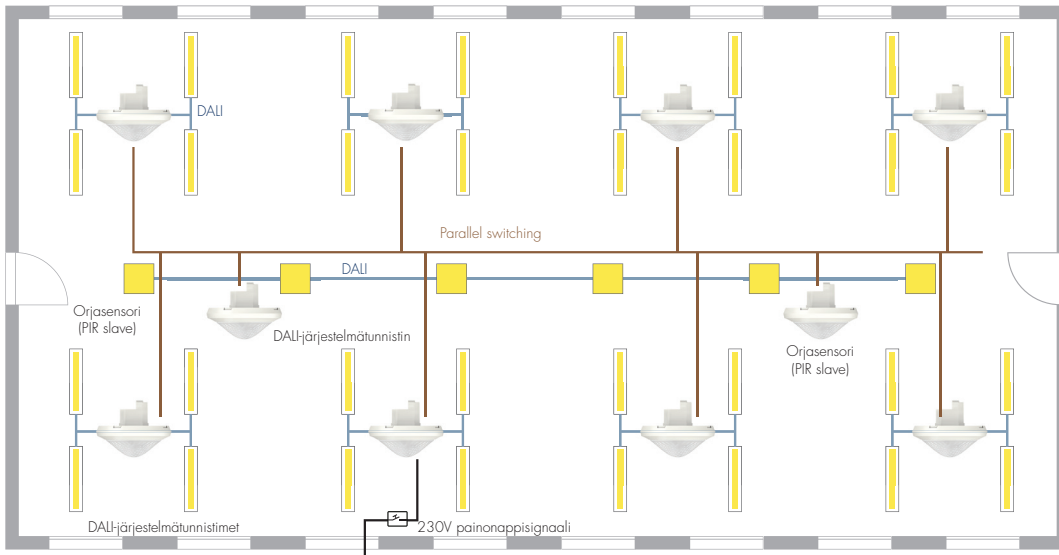 DALI
Parallel switching
DALI
Orjasensori
(PIR slave)
DALI-järjestelmätunnistin
Orjasensori
(PIR slave)
DALI-järjestelmätunnistimet
230V painonappisignaali